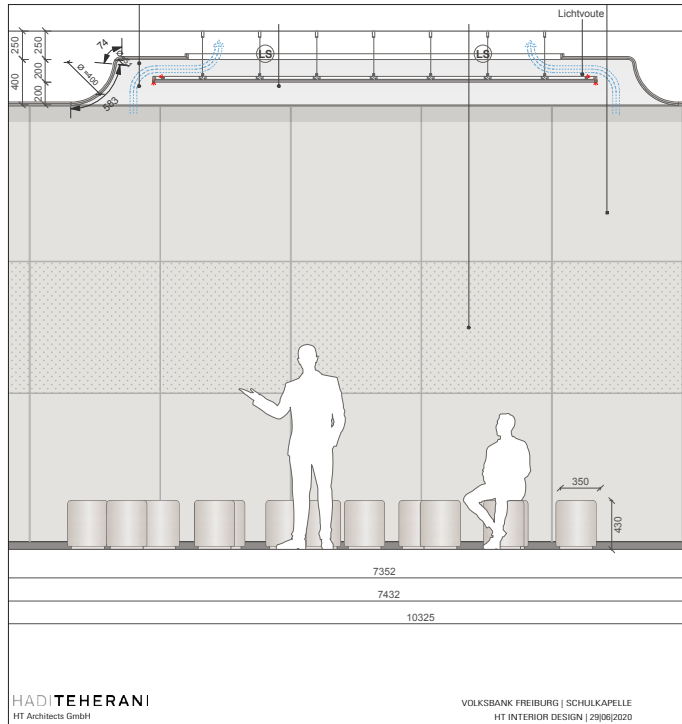 Lichtvoute
250
250
74
LS
LS
400
200
Ø =400
200
583
350
430
7352
7432
10325
HADITEHERANI
HT Architects GmbH
VOLKSBANK FREIBURG | SCHULKAPELLE
HT INTERIOR DESIGN | 29|06|2020